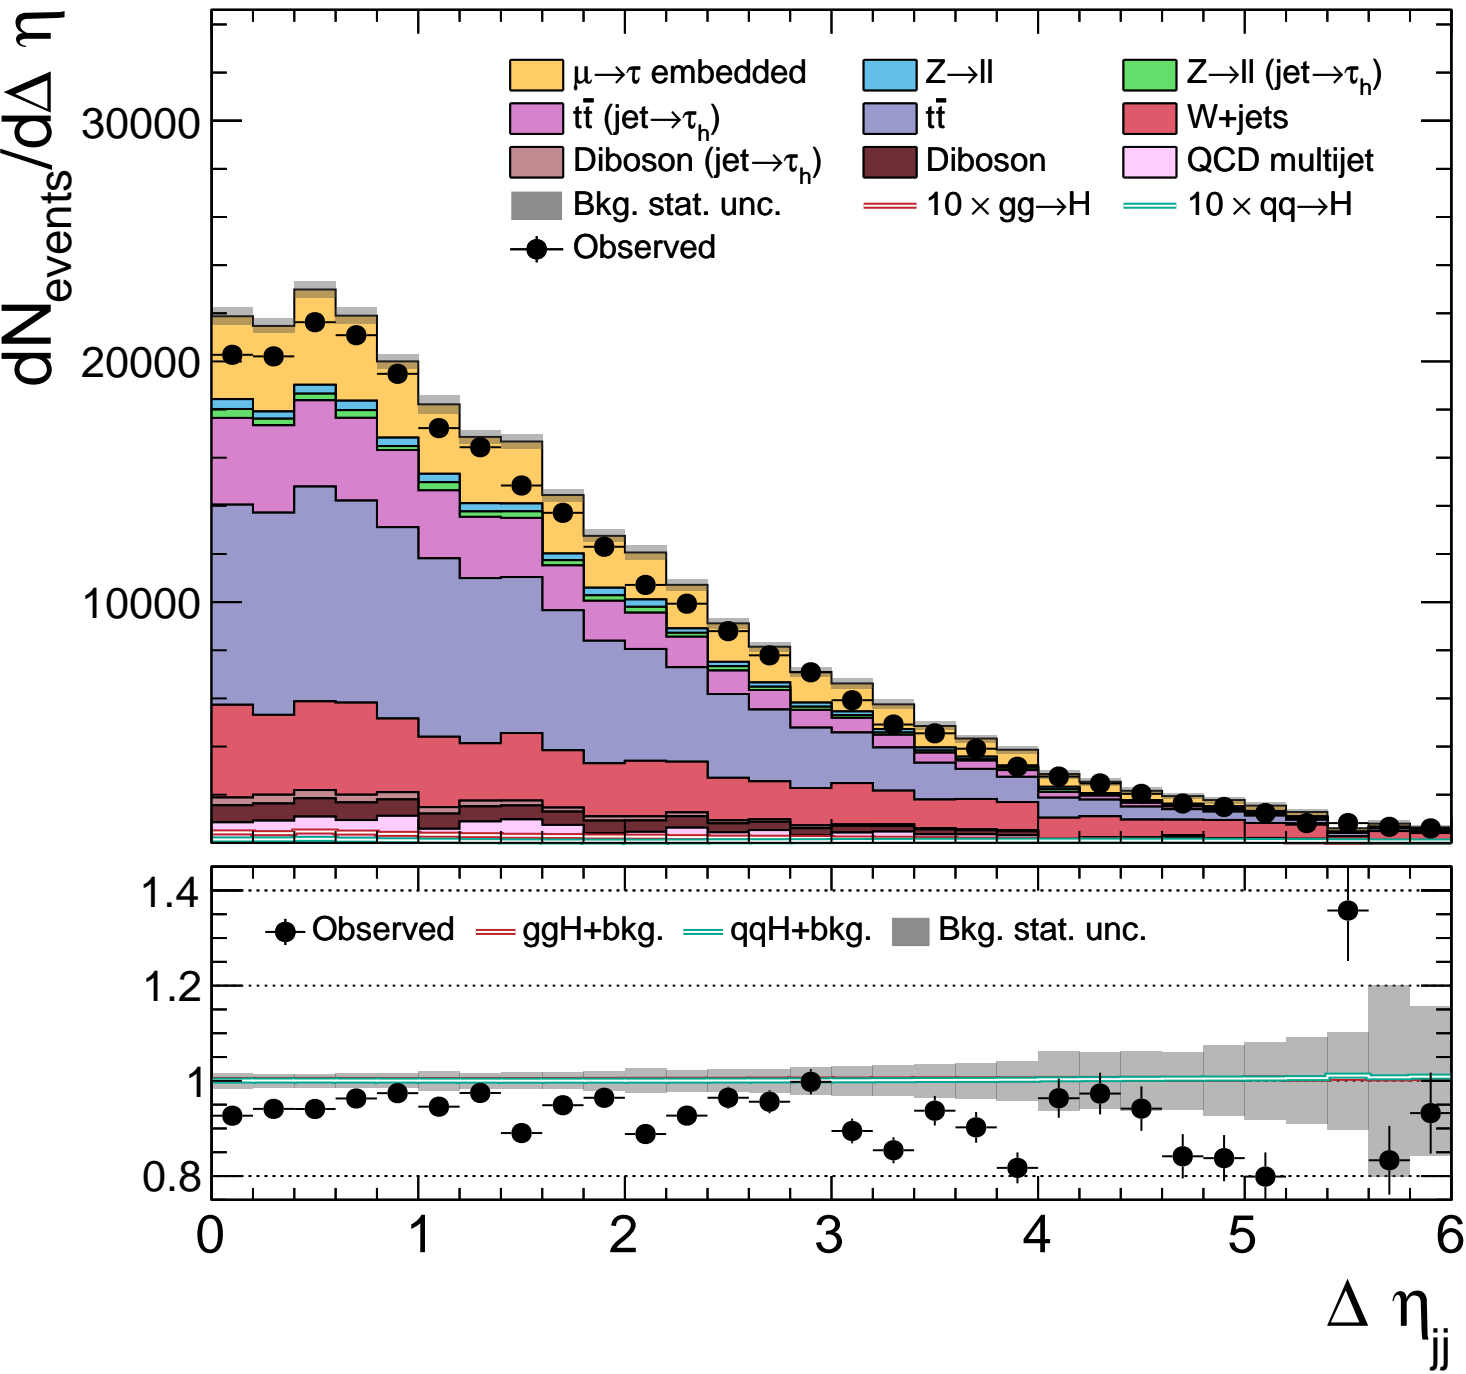 dN_events/dΔ η
30000
20000
10000
μ→τ embedded Z→ll Z→ll (jet→τ_h)
tt̄ (jet→τ_h) tt̄ W+jets
Diboson (jet→τ_h) Diboson QCD multijet
Bkg. stat. unc. 10 × gg→H 10 × qq→H
Observed
1.4
1.2
1
0.8
Observed ggH+bkg. qqH+bkg. Bkg. stat. unc.
0 1 2 3 4 5 6
Δ η_jj